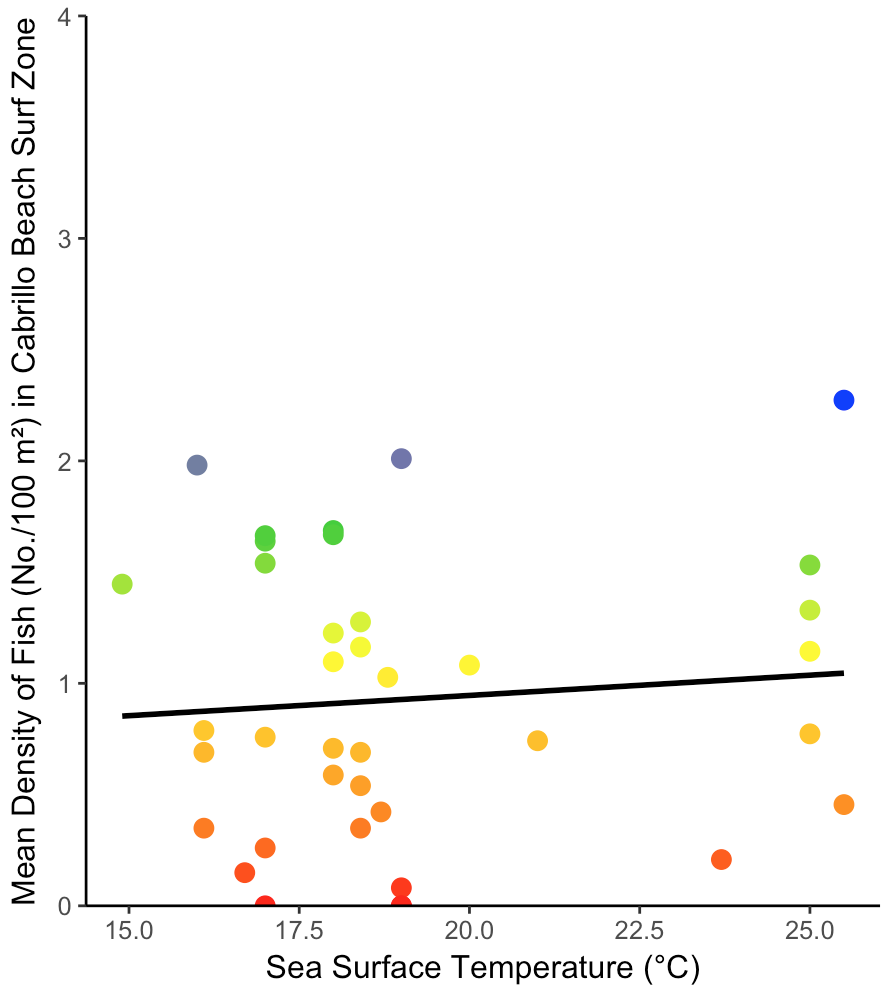 Mean Density of Fish (No./100 m²) in Cabrillo Beach Surf Zone
4
3
2
1
0
15.0 17.5 20.0 22.5 25.0
Sea Surface Temperature (°C)